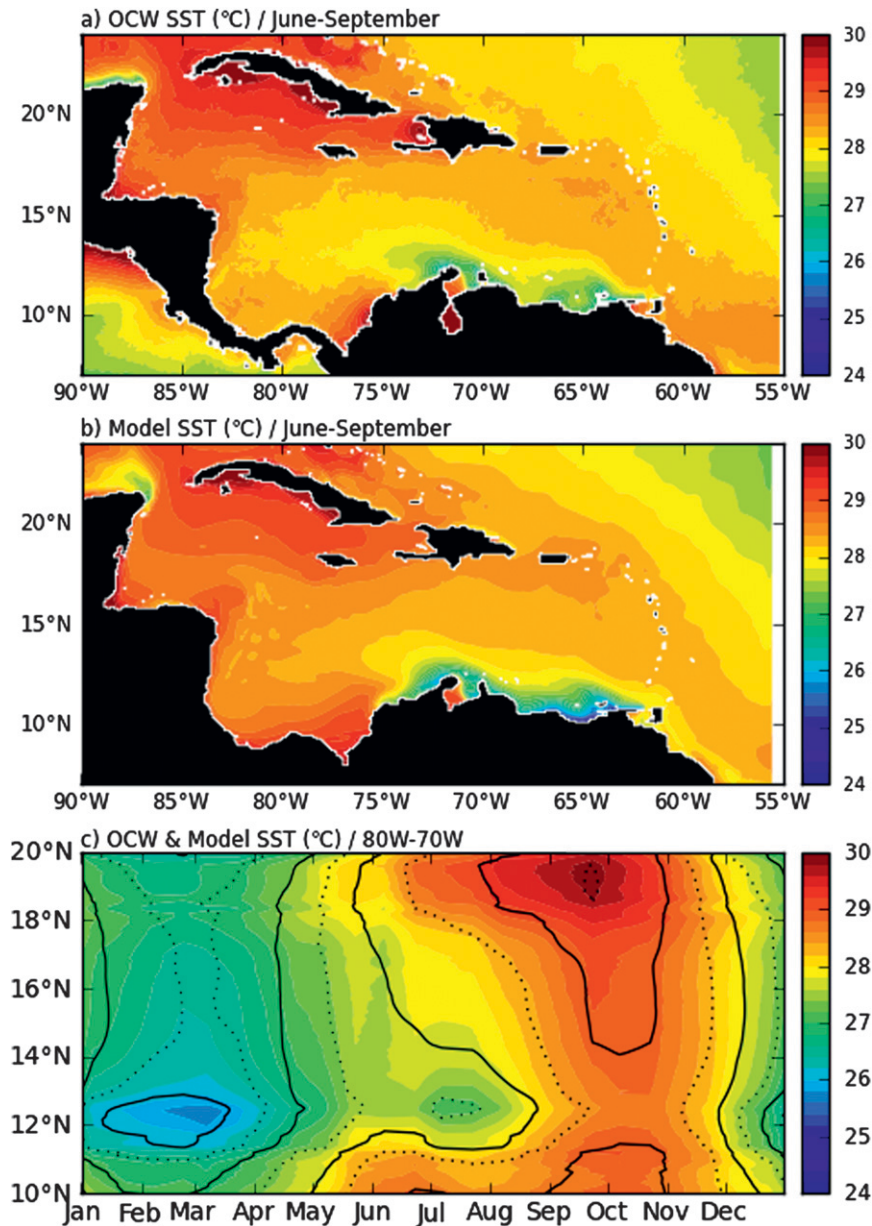 a) OCW SST (°C) / June-September
20°N
15°N
10°N
90°W 85°W 80°W 75°W 70°W 65°W 60°W 55°W
30
29
28
27
26
25
24
b) Model SST (°C) / June-September
20°N
15°N
10°N
90°W 85°W 80°W 75°W 70°W 65°W 60°W 55°W
30
29
28
27
26
25
24
c) OCW & Model SST (°C) / 80W-70W
20°N
18°N
16°N
14°N
12°N
10°N
Jan Feb Mar Apr May Jun Jul Aug Sep Oct Nov Dec
30
29
28
27
26
25
24